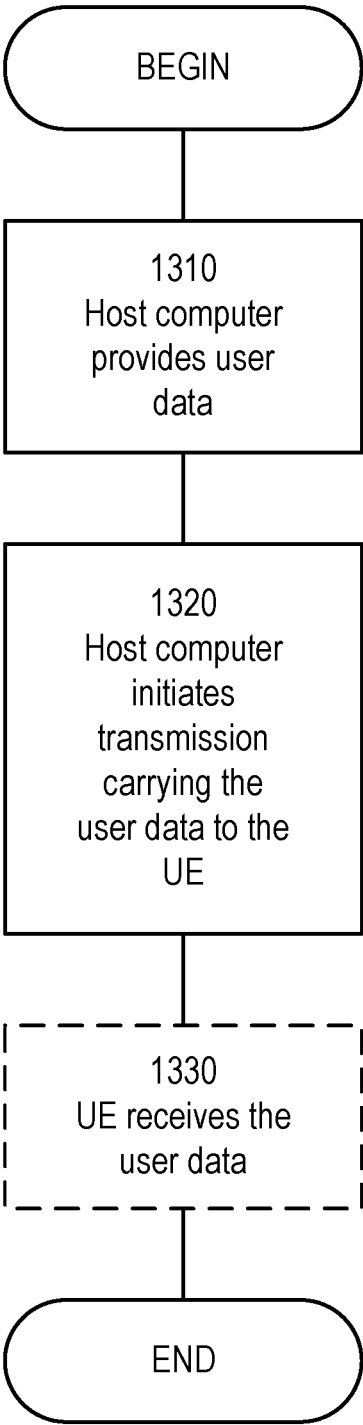 BEGIN
1310
Host computer
provides user
data
1320
Host computer
initiates
transmission
carrying the
user data to the
UE
1330
UE receives the
user data
END